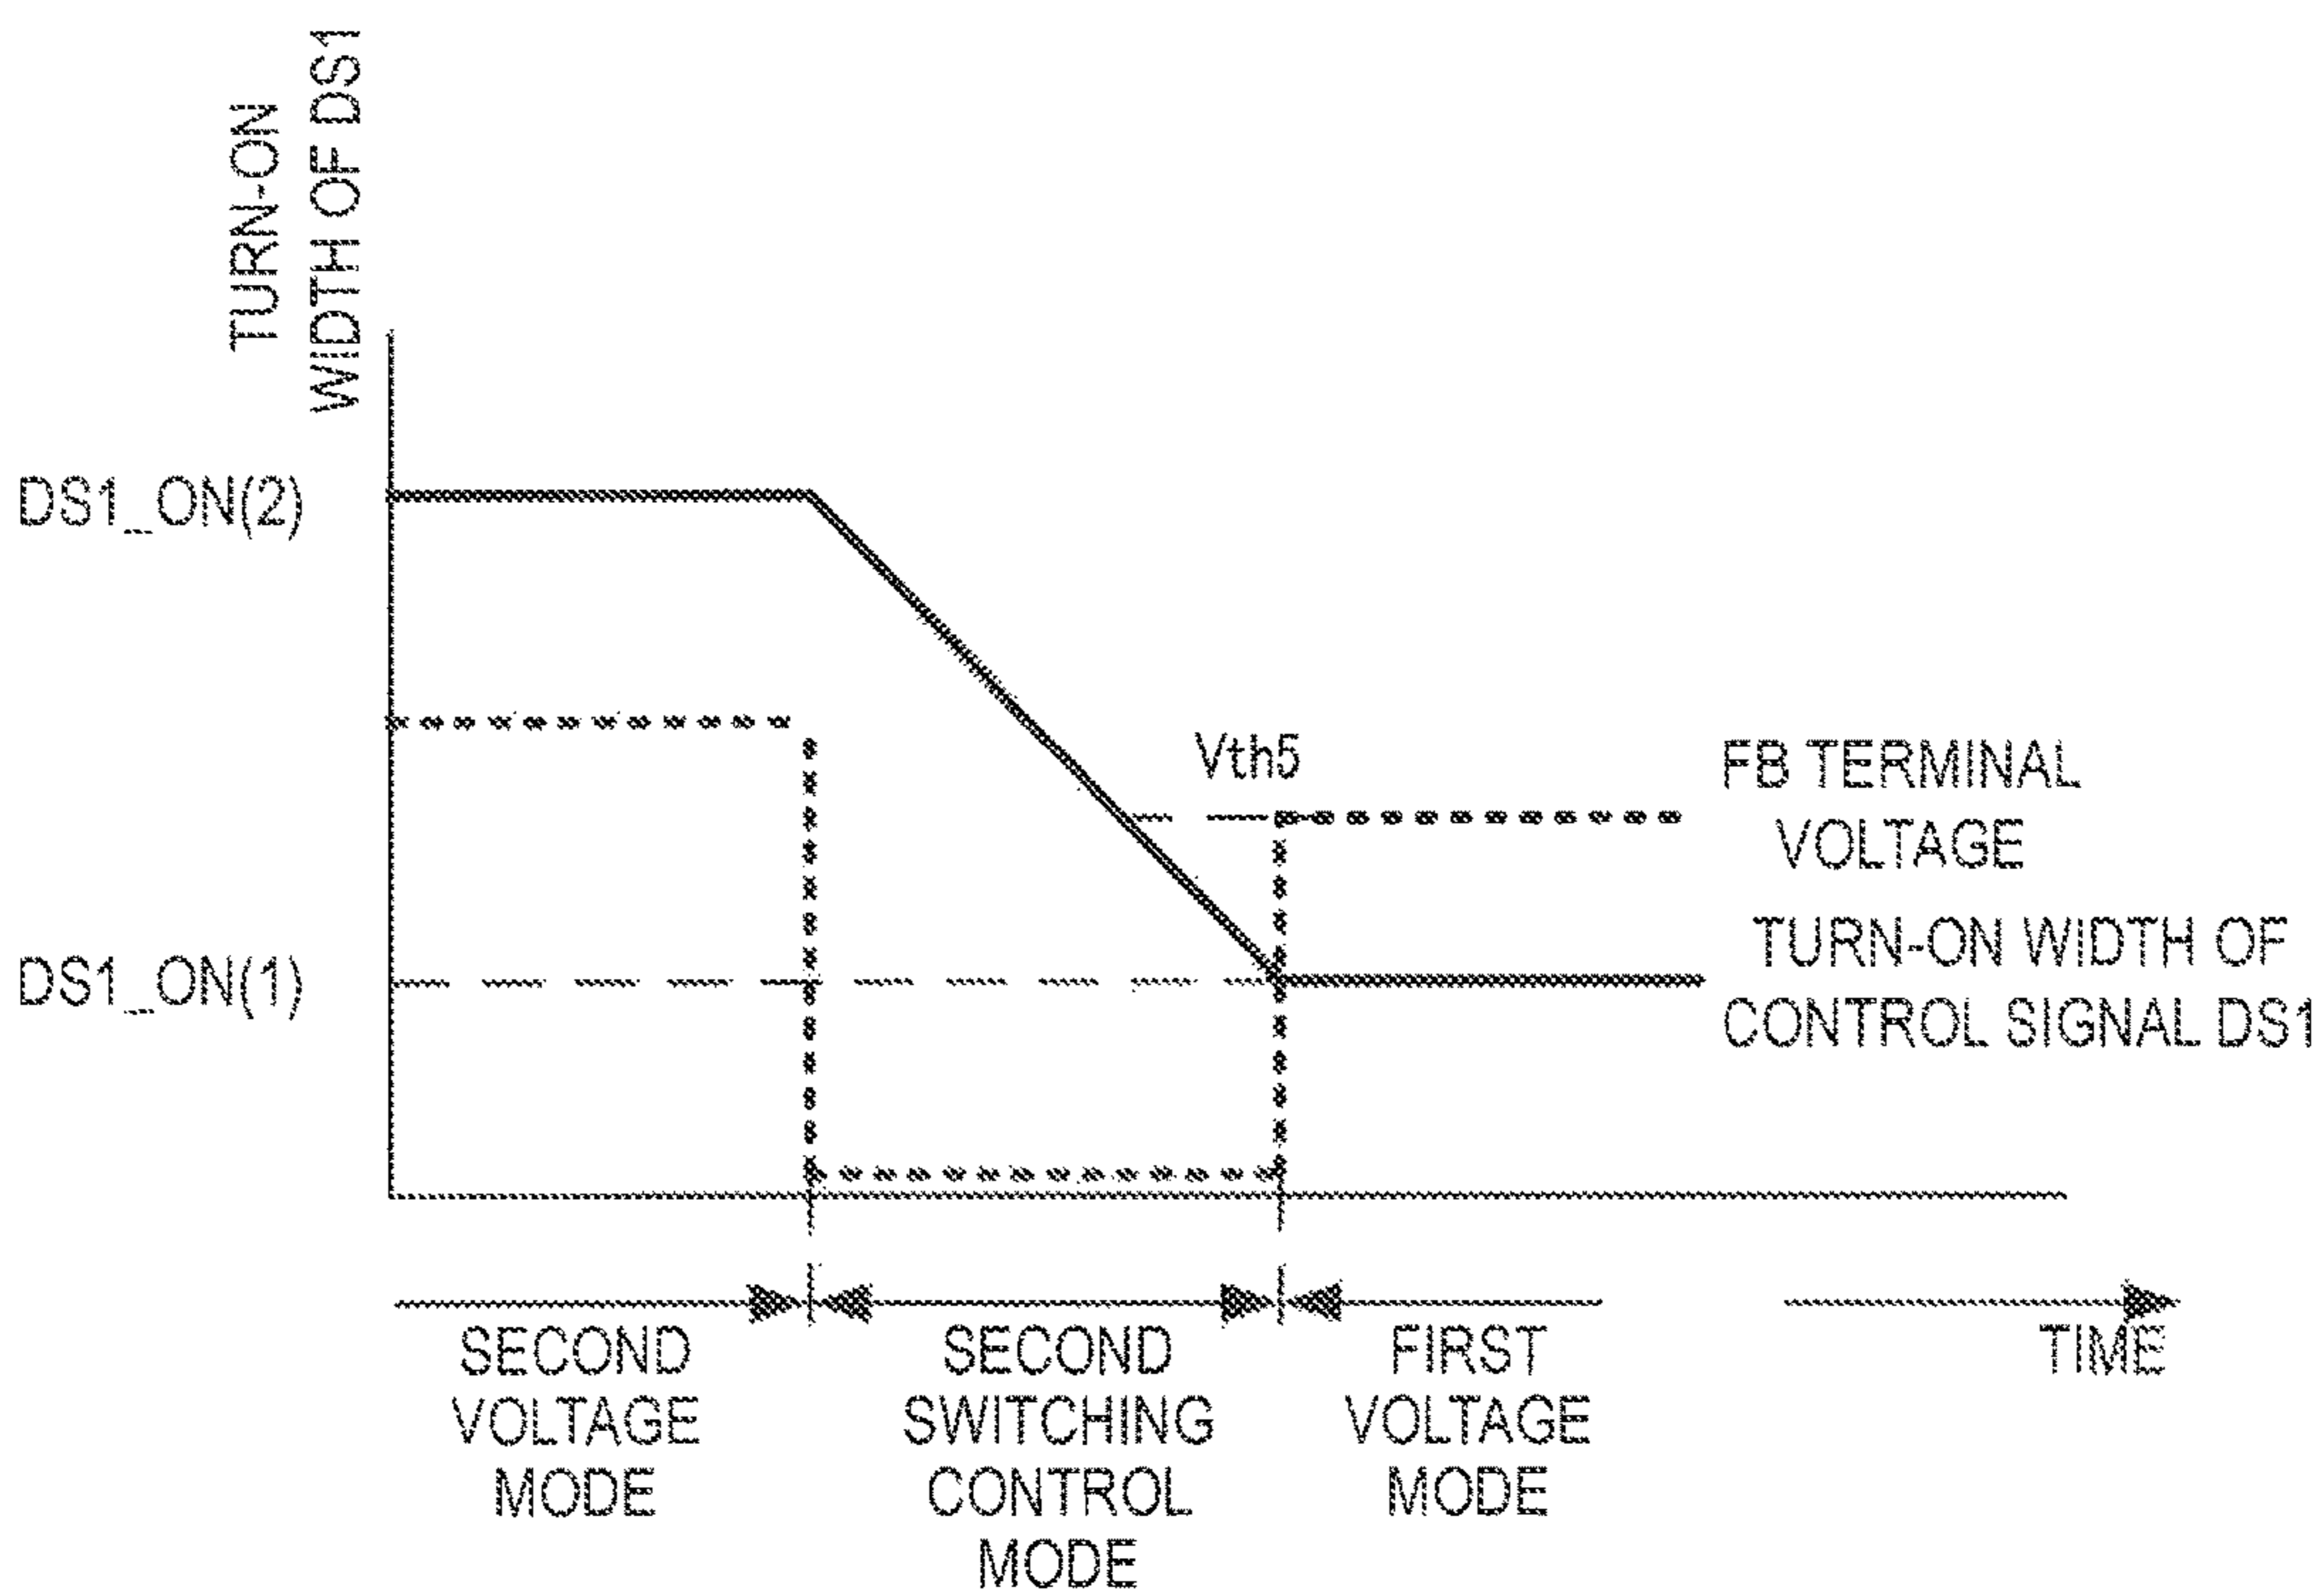 TURN-ON
WIDTH OF DS1
DS1_ON(2)
Vth5
FB TERMINAL
VOLTAGE
DS1_ON(1)
TURN-ON WIDTH OF
CONTROL SIGNAL DS1
SECOND
VOLTAGE
MODE
SECOND
SWITCHING
CONTROL
MODE
FIRST
VOLTAGE
MODE
TIME